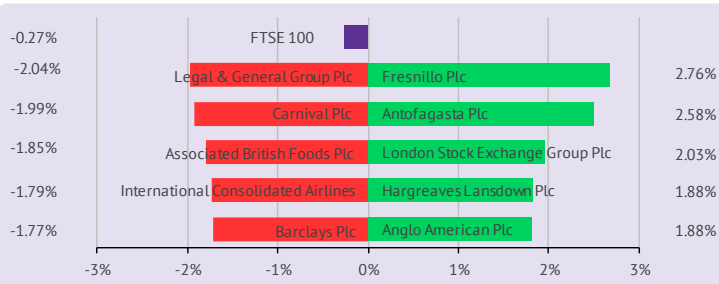 -0.27% FTSE 100
-2.04% Legal & General Group Plc Fresnillo Plc 2.76%
-1.99% Carnival Plc Antofagasta Plc 2.58%
-1.85% Associated British Foods Plc London Stock Exchange Group Plc 2.03%
-1.79% International Consolidated Airlines Hargreaves Lansdown Plc 1.88%
-1.77% Barclays Plc Anglo American Plc 1.88%
-3% -2% -1% 0% 1% 2% 3%